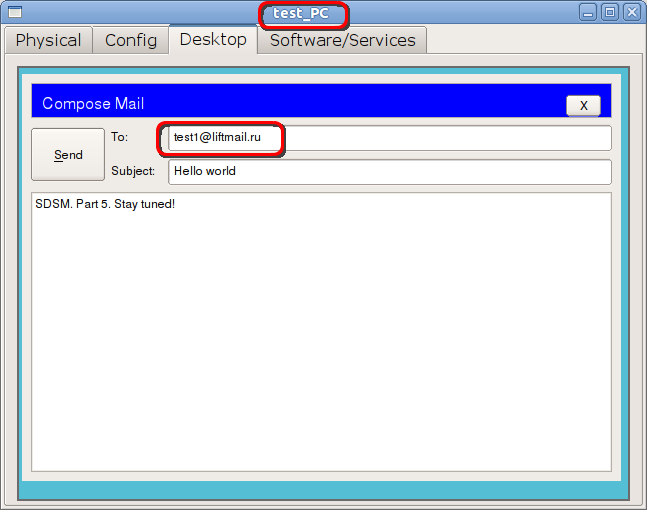 test_PC
Physical Config Desktop Software/Services
Compose Mail
X
Send
To: test1@liftmail.ru
Subject: Hello world
SDSM. Part 5. Stay tuned!